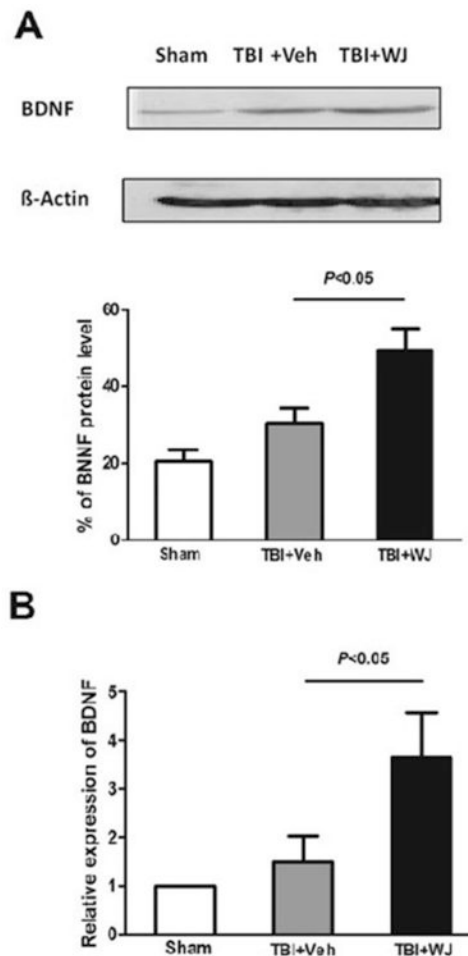 A
Sham TBI +Veh TBI+WJ
BDNF
ß-Actin
P<0.05
% of BNNF protein level
60
40
20
0
Sham TBI+Veh TBI+WJ
B
P<0.05
Relative expression of BDNF
5
4
3
2
1
0
Sham TBI+Veh TBI+WJ